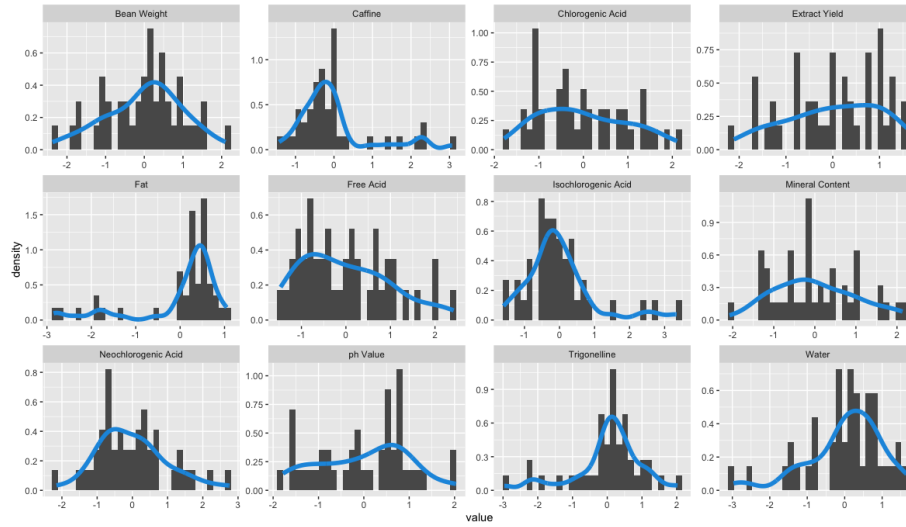 Bean Weight Caffine Chlorogenic Acid Extract Yield
0.6 0.4 0.2 0.0
1.0 0.5 0.0
1.00 0.75 0.50 0.25 0.00
0.75 0.50 0.25 0.00
-2 -1 0 1 2
-1 0 1 2 3
-1 0 1 2
-2 -1 0 1
Fat Free Acid Isochlorogenic Acid Mineral Content
density
1.5 1.0 0.5 0.0
0.6 0.4 0.2 0.0
0.8 0.6 0.4 0.2 0.0
0.9 0.6 0.3 0.0
-3 -2 -1 0 1
-1 0 1 2
-1 0 1 2 3
-2 -1 0 1 2
Neochlorogenic Acid ph Value Trigonelline Water
0.8 0.6 0.4 0.2 0.0
1.00 0.75 0.50 0.25 0.00
0.9 0.6 0.3 0.0
0.6 0.4 0.2 0.0
-2 -1 0 1 2 3
-2 -1 0 1 2
-3 -2 -1 0 1 2
-3 -2 -1 0 1
value